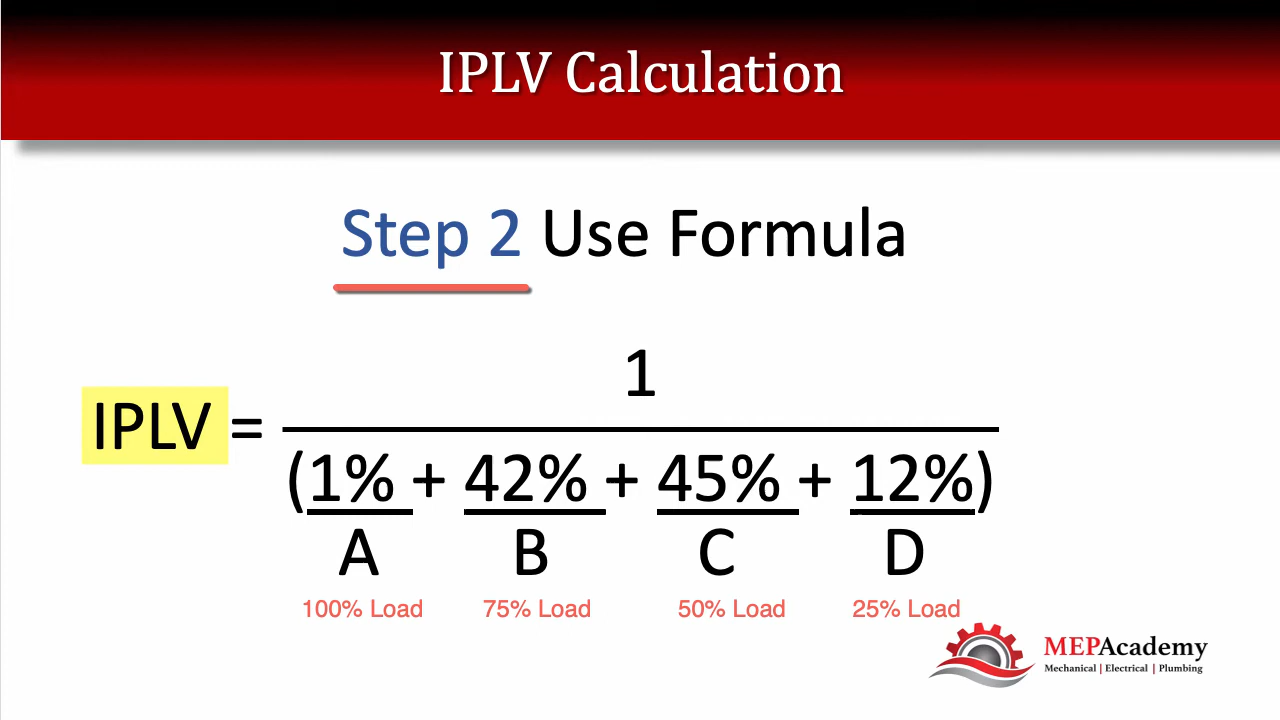 IPLV Calculation
Step 2 Use Formula
1
IPLV =
(1% + 42% + 45% + 12%)
A B C D
100% Load 75% Load 50% Load 25% Load
MEPAcademy
Mechanical | Electrical | Plumbing